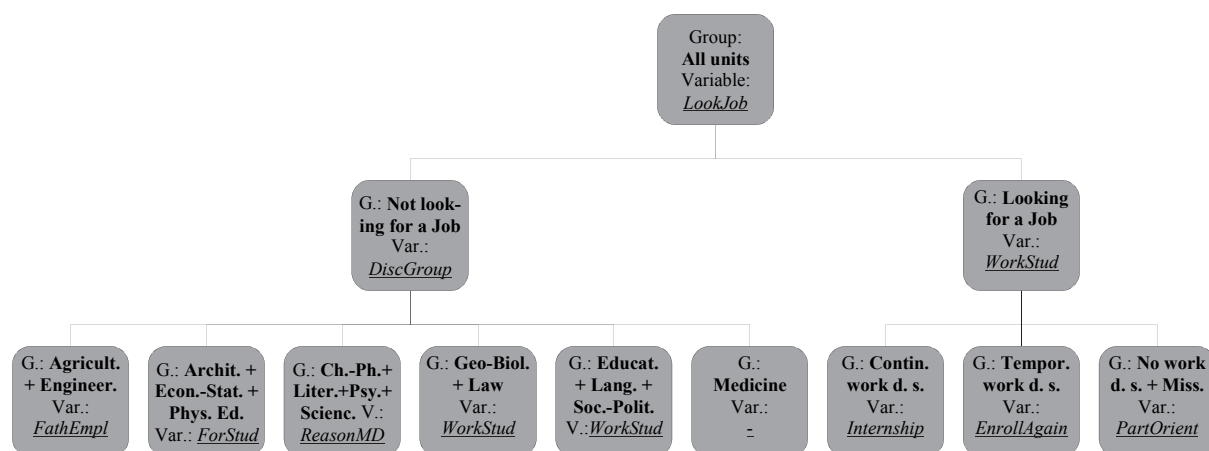 Group:
All units
Variable:
LookJob
G.: Not look-
ing for a Job
Var.:
DiscGroup
G.: Looking
for a Job
Var.:
WorkStud
G.: Agricult.
+ Engineer.
Var.:
FathEmpl
G.: Archit. +
Econ.-Stat. +
Phys. Ed.
Var.: ForStud
G.: Ch.-Ph.+
Liter.+Psy.+
Scienc. V.:
ReasonMD
G.: Geo-Biol.
+ Law
Var.:
WorkStud
G.: Educat.
+ Lang. +
Soc.-Polit.
V.:WorkStud
G.:
Medicine
Var.:
-
G.: Contin.
work d. s.
Var.:
Internship
G.: Tempor.
work d. s.
Var.:
EnrollAgain
G.: No work
d. s. + Miss.
Var.:
PartOrient